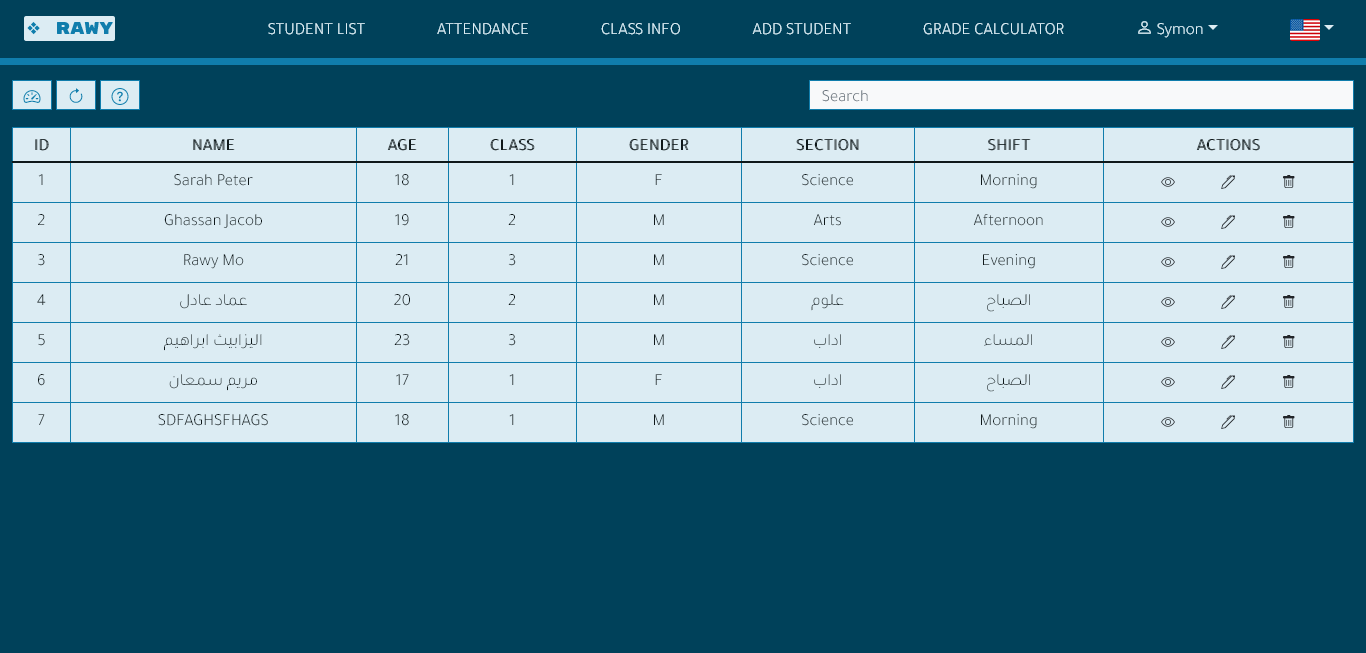 RAWY STUDENT LIST ATTENDANCE CLASS INFO ADD STUDENT GRADE CALCULATOR Symon
Search
ID NAME AGE CLASS GENDER SECTION SHIFT ACTIONS
1 Sarah Peter 18 1 F Science Morning
2 Ghassan Jacob 19 2 M Arts Afternoon
3 Rawy Mo 21 3 M Science Evening
4 عماد عادل 20 2 M علوم الصباح
5 اليزابيث ابراهيم 23 3 M اداب المساء
6 مريم سمعان 17 1 F اداب الصباح
7 SDFAGHSFHAGS 18 1 M Science Morning